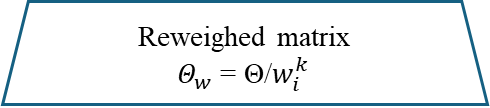 Reweighed matrix
𝛩_w = Θ/w_i^k